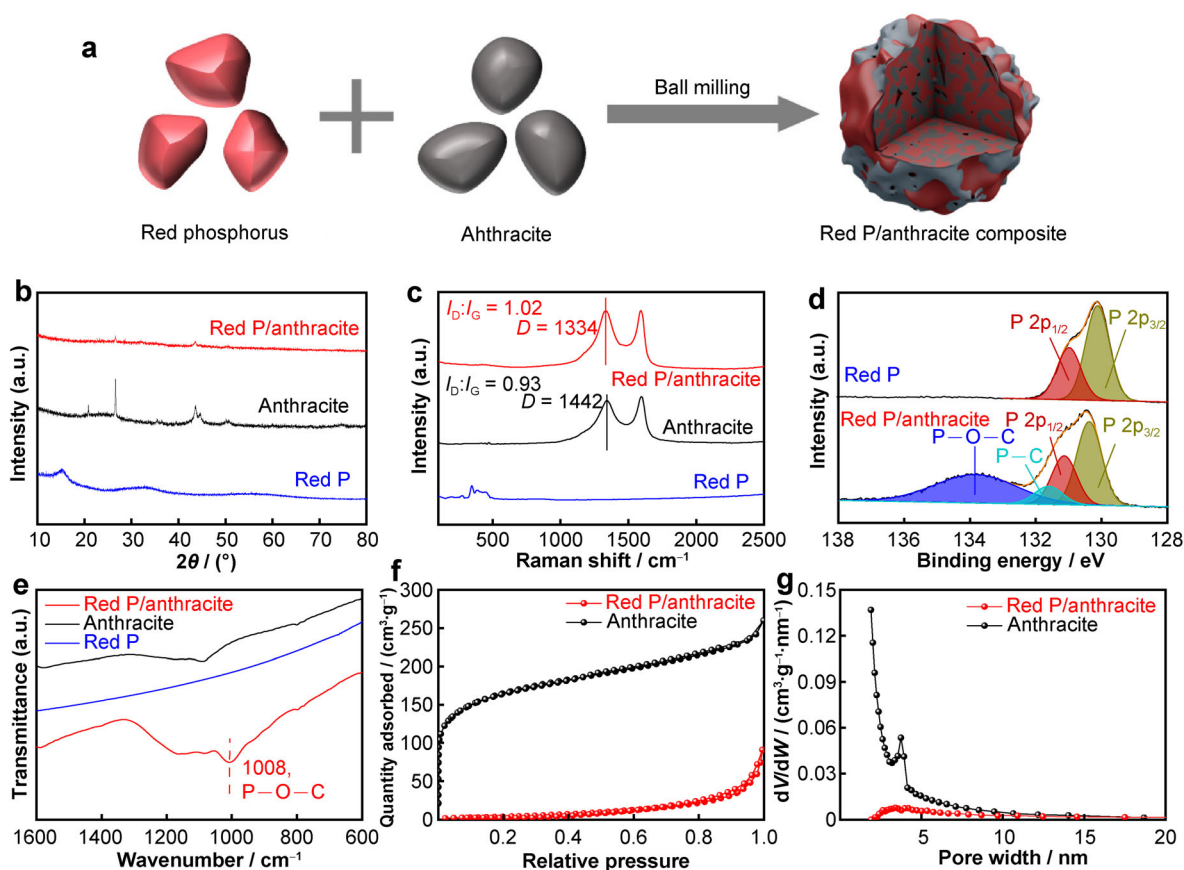 a
Ball milling
Red phosphorus
Ahthracite
Red P/anthracite composite
b
Intensity (a.u.)
Red P/anthracite
Anthracite
Red P
10 20 30 40 50 60 70 80
2θ / (°)
c
Intensity (a.u.)
I_D:I_G = 1.02
D = 1334
Red P/anthracite
I_D:I_G = 0.93
D = 1442
Anthracite
Red P
500 1000 1500 2000 2500
Raman shift / cm⁻¹
d
Intensity (a.u.)
P 2p₁/₂
P 2p₃/₂
Red P
Red P/anthracite
P 2p₁/₂
P 2p₃/₂
P–O–C
P–C
138 136 134 132 130 128
Binding energy / eV
e
Transmittance (a.u.)
Red P/anthracite
Anthracite
Red P
1008,
P–O–C
1600 1400 1200 1000 800 600
Wavenumber / cm⁻¹
f
Quantity adsorbed / (cm³·g⁻¹)
300
250
200
150
100
50
0
Red P/anthracite
Anthracite
0.2 0.4 0.6 0.8 1.0
Relative pressure
g
dV/dW / (cm³·g⁻¹·nm⁻¹)
0.15
0.12
0.09
0.06
0.03
0
Red P/anthracite
Anthracite
5 10 15 20
Pore width / nm